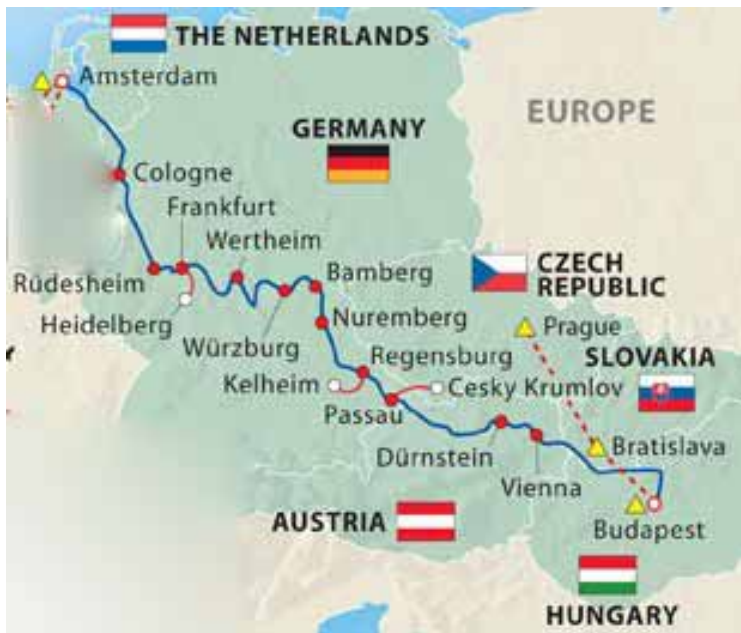 THE NETHERLANDS
Amsterdam
EUROPE
GERMANY
Cologne
Frankfurt
Wertheim
Rüdesheim
Bamberg
CZECH
REPUBLIC
Heidelberg
Nuremberg
Prague
Würzburg
Regensburg
SLOVAKIA
Kelheim
Cesky Krumlov
Passau
Bratislava
Dürnstein
Vienna
AUSTRIA
Budapest
HUNGARY